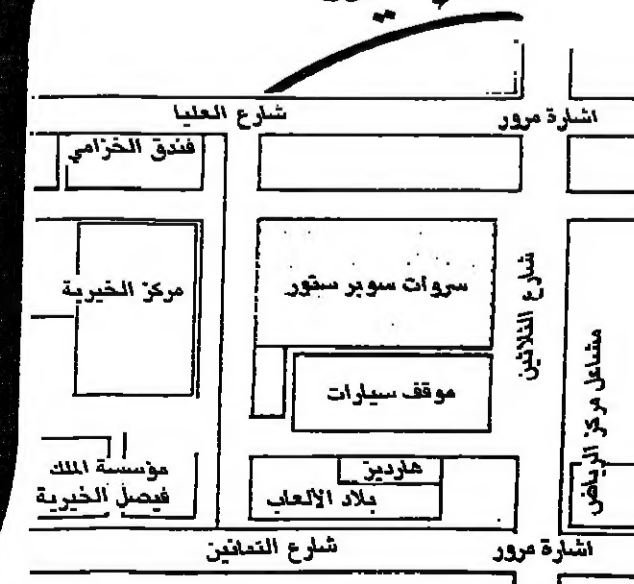 شارع العليا
اشارة مرور
فندق الخزامي
مركز الخيرية
سروات سوبر ستور
شارع الثلاثين
مشاعل مركز الرياض
موقف سيارات
مؤسسة الملك
فيصل الخيرية
هارديز
بلاد الألعاب
شارع الثمانين
اشارة مرور